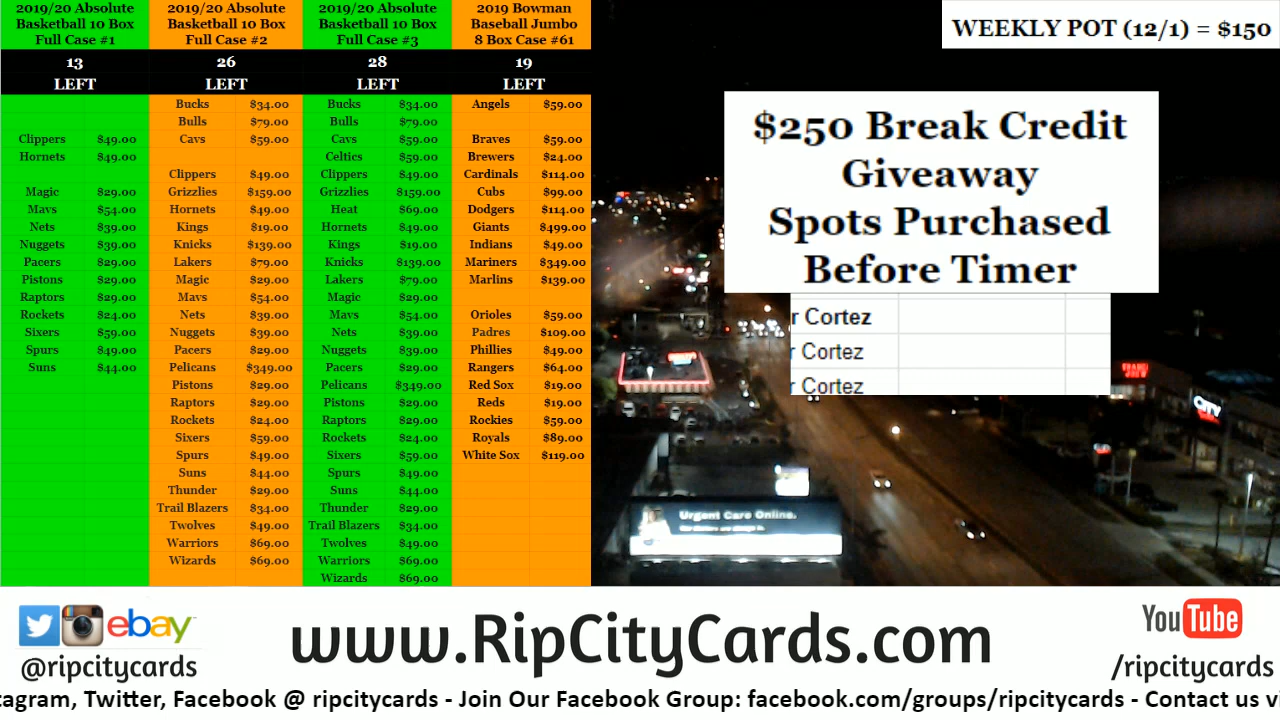 2019/20 Absolute
Basketball 10 Box
Full Case #1
13
LEFT
Clippers $49.00
Hornets $49.00
Magic $29.00
Mavs $54.00
Nets $39.00
Nuggets $39.00
Pacers $29.00
Pistons $29.00
Raptors $29.00
Rockets $24.00
Sixers $59.00
Spurs $49.00
Suns $44.00
2019/20 Absolute
Basketball 10 Box
Full Case #2
26
LEFT
Bucks $34.00
Bulls $79.00
Cavs $59.00
Clippers $49.00
Grizzlies $159.00
Hornets $49.00
Kings $19.00
Knicks $139.00
Lakers $79.00
Magic $29.00
Mavs $54.00
Nets $39.00
Nuggets $39.00
Pacers $29.00
Pelicans $349.00
Pistons $29.00
Raptors $29.00
Rockets $24.00
Sixers $59.00
Spurs $49.00
Suns $44.00
Thunder $29.00
Trail Blazers $34.00
Twolves $49.00
Warriors $69.00
Wizards $69.00
2019/20 Absolute
Basketball 10 Box
Full Case #3
28
LEFT
Bucks $34.00
Bulls $79.00
Cavs $59.00
Celtics $59.00
Clippers $49.00
Grizzlies $159.00
Heat $69.00
Hornets $49.00
Kings $19.00
Knicks $139.00
Lakers $79.00
Magic $29.00
Mavs $54.00
Nets $39.00
Nuggets $39.00
Pacers $29.00
Pelicans $349.00
Pistons $29.00
Raptors $29.00
Rockets $24.00
Sixers $59.00
Spurs $49.00
Suns $44.00
Thunder $29.00
Trail Blazers $34.00
Twolves $49.00
Warriors $69.00
Wizards $69.00
2019 Bowman
Baseball Jumbo
8 Box Case #61
19
LEFT
Angels $59.00
Braves $59.00
Brewers $24.00
Cardinals $114.00
Cubs $99.00
Dodgers $114.00
Giants $499.00
Indians $49.00
Mariners $349.00
Marlins $139.00
Orioles $59.00
Padres $109.00
Phillies $49.00
Rangers $64.00
Red Sox $19.00
Reds $19.00
Rockies $59.00
Royals $89.00
White Sox $119.00
WEEKLY POT (12/1) = $150
$250 Break Credit
Giveaway
Spots Purchased
Before Timer
r Cortez
r Cortez
r Cortez
CITY
Urgent Care Online.
ebay
@ripcitycards
www.RipCityCards.com
YouTube
/ripcitycards
tagram, Twitter, Facebook @ ripcitycards - Join Our Facebook Group: facebook.com/groups/ripcitycards - Contact us vi